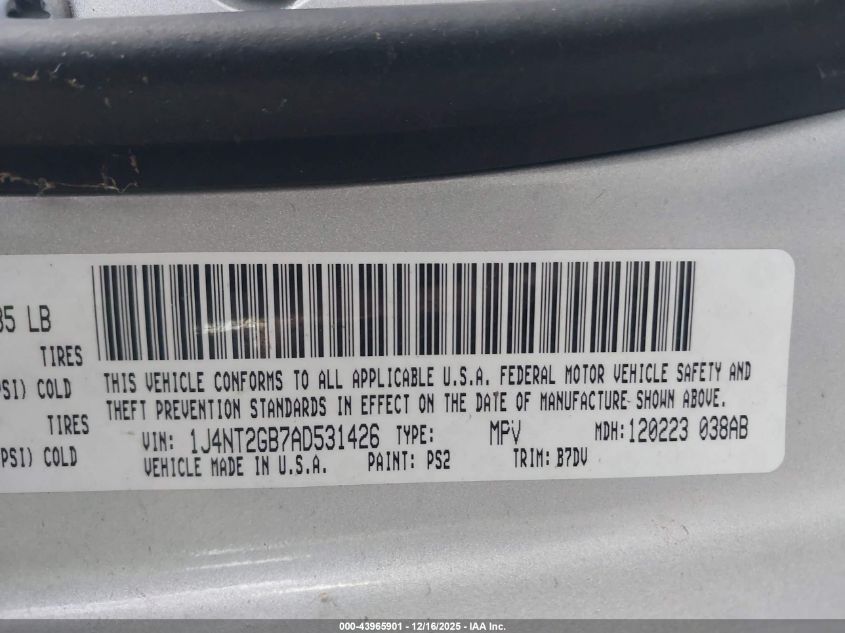 85 LB
TIRES
PSI) COLD
TIRES
PSI) COLD
THIS VEHICLE CONFORMS TO ALL APPLICABLE U.S.A. FEDERAL MOTOR VEHICLE SAFETY AND
THEFT PREVENTION STANDARDS IN EFFECT ON THE DATE OF MANUFACTURE SHOWN ABOVE.
VIN: 1J4NT2GB7AD531426 TYPE: MPV MDH: 120223 038AB
VEHICLE MADE IN U.S.A. PAINT: PS2 TRIM: B7DV
000-43965901 - 12/16/2025 - IAA Inc.